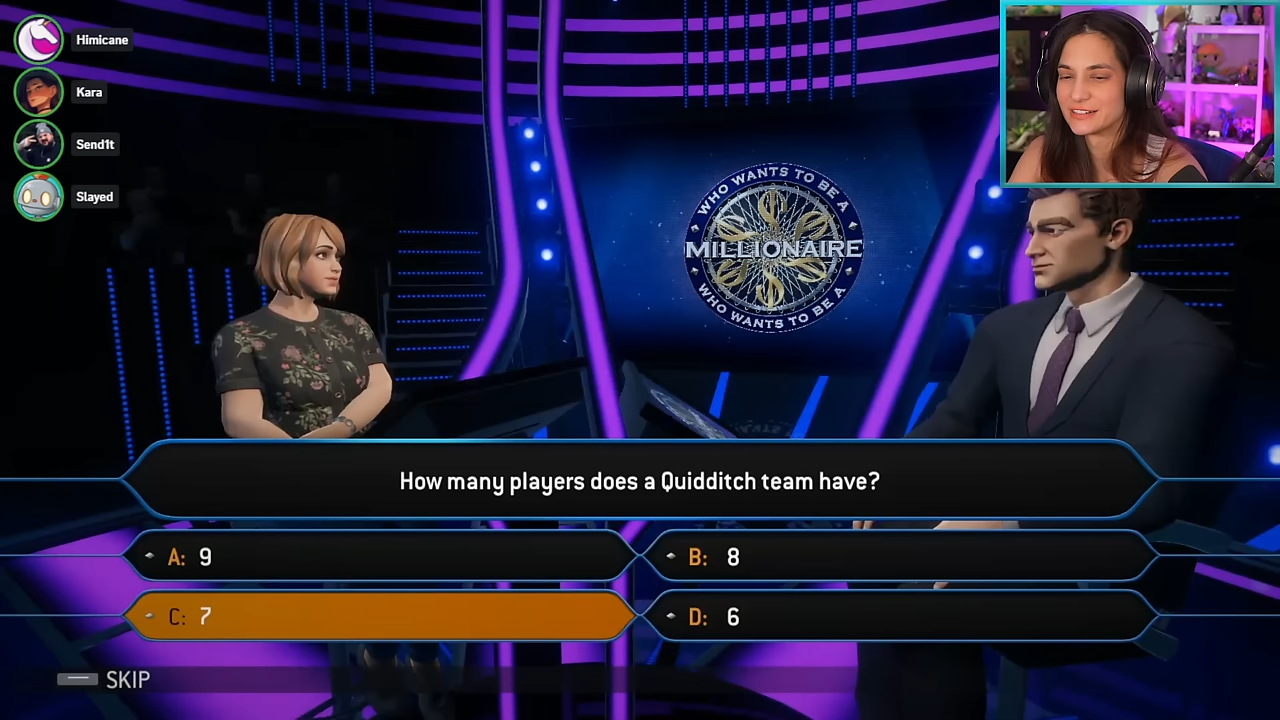 Himicane
Kara
Send1t
Slayed
WHO WANTS TO BE A
MILLIONAIRE
WHO WANTS TO BE A
How many players does a Quidditch team have?
A: 9
B: 8
C: 7
D: 6
SKIP